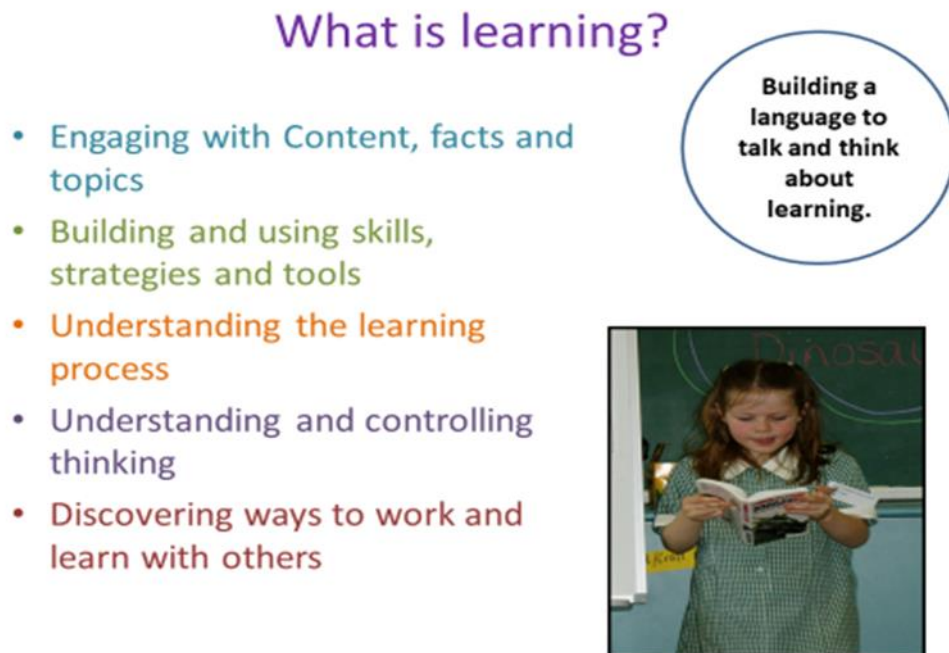 What is learning?
Building a
language to
talk and think
about
learning.
• Engaging with Content, facts and
topics
• Building and using skills,
strategies and tools
• Understanding the learning
process
• Understanding and controlling
thinking
• Discovering ways to work and
learn with others
Dinosau